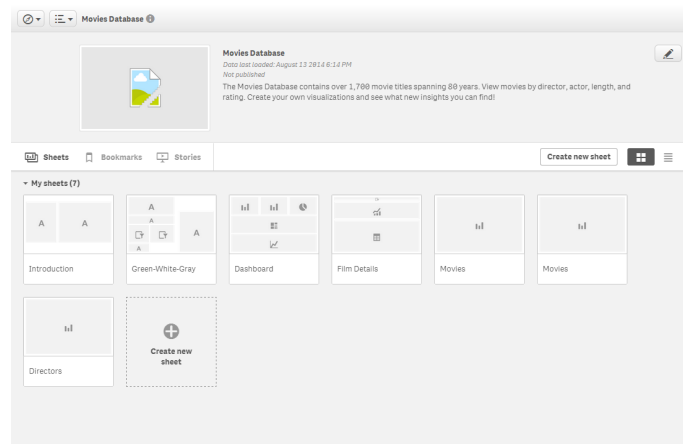 Movies Database
Movies Database
Data last loaded: August 13 2014 6:14 PM
Not published
The Movies Database contains over 1,700 movie titles spanning 80 years. View movies by director, actor, length, and
rating. Create your own visualizations and see what new insights you can find!
Sheets Bookmarks Stories Create new sheet
My sheets (7)
A A A A A A
Introduction Green-White-Gray Dashboard Film Details Movies Movies
Create new
sheet
Directors